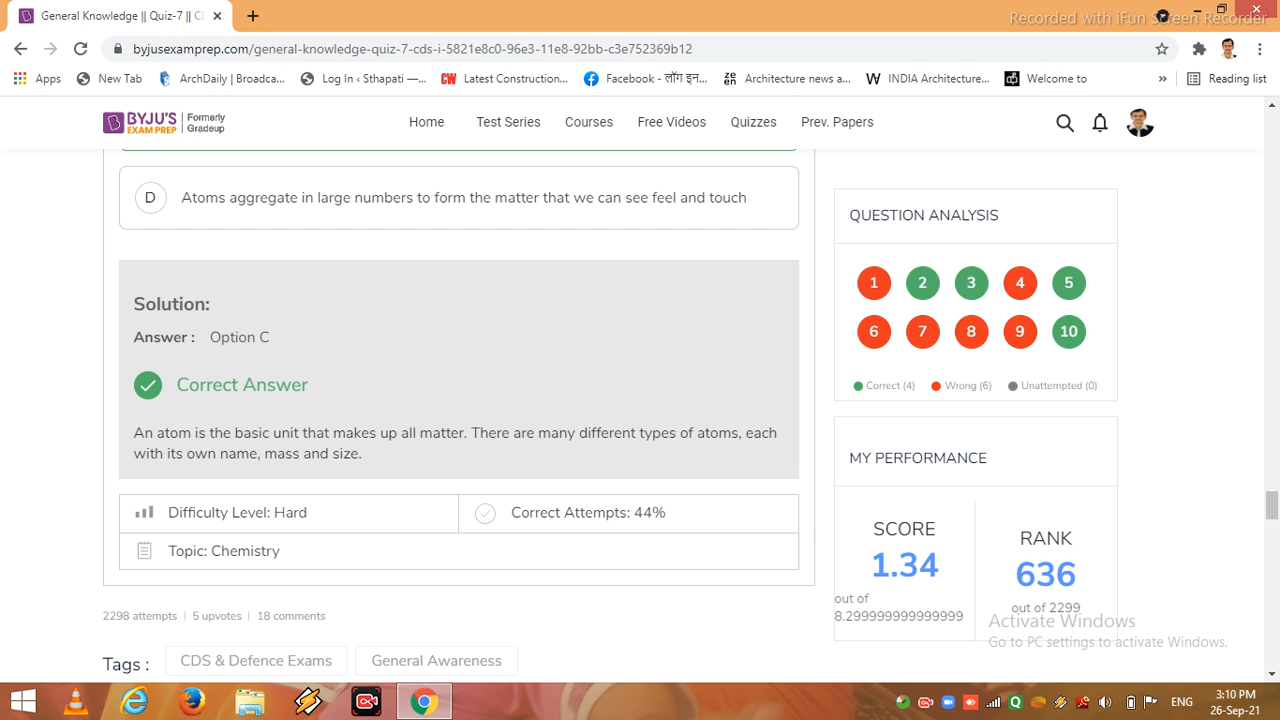 General Knowledge || Quiz-7 || CD
Recorded with iFun Screen Recorder
byjusexamprep.com/general-knowledge-quiz-7-cds-i-5821e8c0-96e3-11e8-92bb-c3e752369b12
Apps New Tab ArchDaily | Broadca... Log In ‹ Sthapati —... CW Latest Construction... Facebook - लॉग इन... ze en Architecture news a... W INDIA Architecture... Welcome to » Reading list
BYJU'S EXAM PREP Formerly Gradeup Home Test Series Courses Free Videos Quizzes Prev. Papers
D Atoms aggregate in large numbers to form the matter that we can see feel and touch
Solution:
Answer : Option C
Correct Answer
An atom is the basic unit that makes up all matter. There are many different types of atoms, each
with its own name, mass and size.
Difficulty Level: Hard Correct Attempts: 44%
Topic: Chemistry
2298 attempts | 5 upvotes | 18 comments
Tags : CDS & Defence Exams General Awareness
QUESTION ANALYSIS
1 2 3 4 5
6 7 8 9 10
Correct (4) Wrong (6) Unattempted (0)
MY PERFORMANCE
SCORE
1.34
out of
8.299999999999999
RANK
636
out of 2299
Activate Windows
Go to PC settings to activate Windows.
ENG
3:10 PM
26-Sep-21